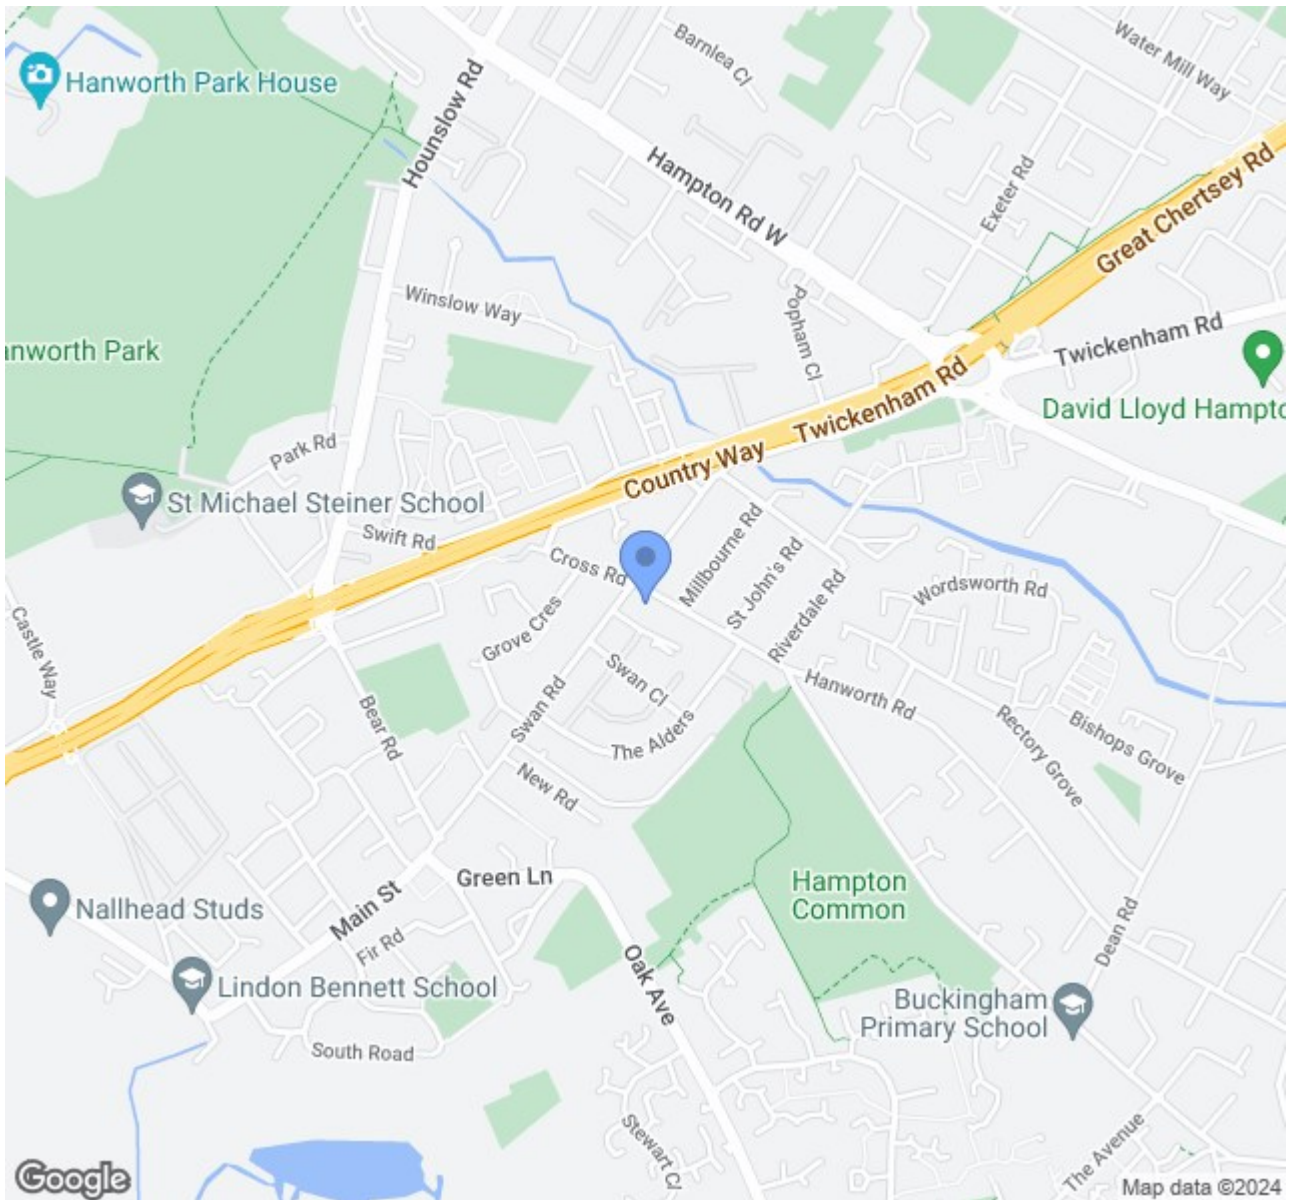 Barnlea Cl
Water Mill Way
Hanworth Park House
Hounslow Rd
Hampton Rd W
Exeter Rd
Great Chertsey Rd
Winslow Way
Popham Cl
Twickenham Rd
anworth Park
Twickenham Rd
David Lloyd Hampto
Park Rd
Country Way
St Michael Steiner School
Swift Rd
Cross Rd
Millbourne Rd
St John's Rd
Riverdale Rd
Wordsworth Rd
Castle Way
Grove Cres
Swan Cl
Swan Rd
Hanworth Rd
Bear Rd
The Alders
Rectory Grove
Bishops Grove
New Rd
Green Ln
Hampton
Common
Nallhead Studs
Main St
Fir Rd
Dean Rd
Oak Ave
Lindon Bennett School
Buckingham
Primary School
South Road
Stewart Cl
The Avenue
Google
Map data ©2024